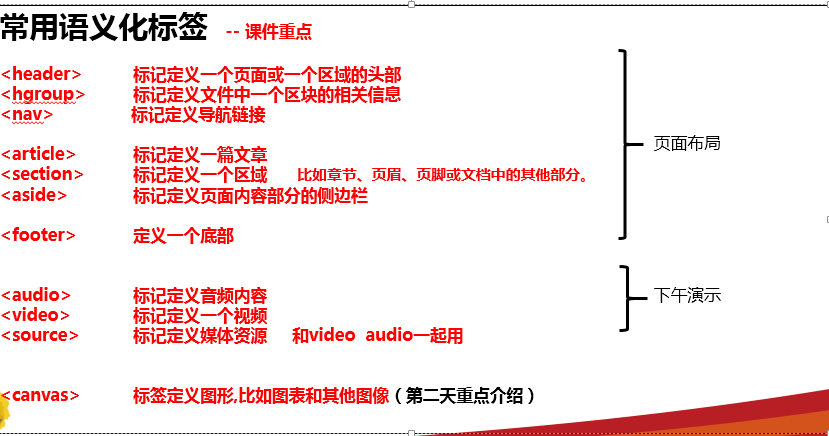 常用语义化标签 -- 课件重点
<header> 标记定义一个页面或一个区域的头部
<hgroup> 标记定义文件中一个区块的相关信息
<nav> 标记定义导航链接
<article> 标记定义一篇文章
<section> 标记定义一个区域 比如章节、页眉、页脚或文档中的其他部分。
<aside> 标记定义页面内容部分的侧边栏
<footer> 定义一个底部
页面布局
<audio> 标记定义音频内容
<video> 标记定义一个视频
<source> 标记定义媒体资源 和video audio一起用
下午演示
<canvas> 标签定义图形,比如图表和其他图像（第二天重点介绍）